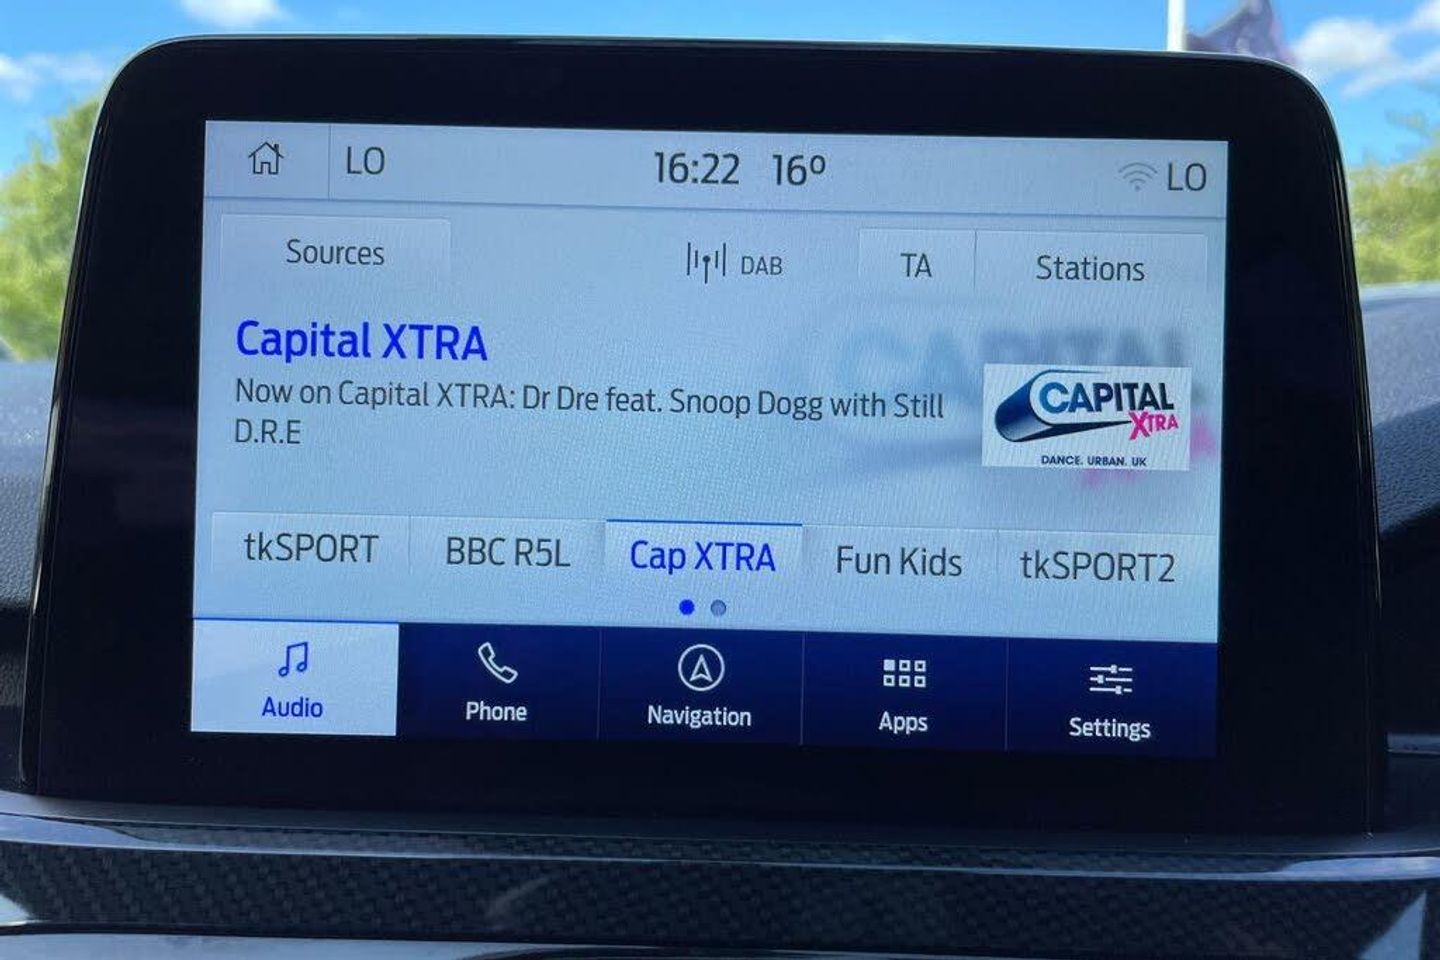 LO 16:22 16º LO
Sources DAB TA Stations
Capital XTRA
Now on Capital XTRA: Dr Dre feat. Snoop Dogg with Still
D.R.E
CAPITAL
XTRA
DANCE. URBAN. UK
tkSPORT BBC R5L Cap XTRA Fun Kids tkSPORT2
Audio Phone Navigation Apps Settings